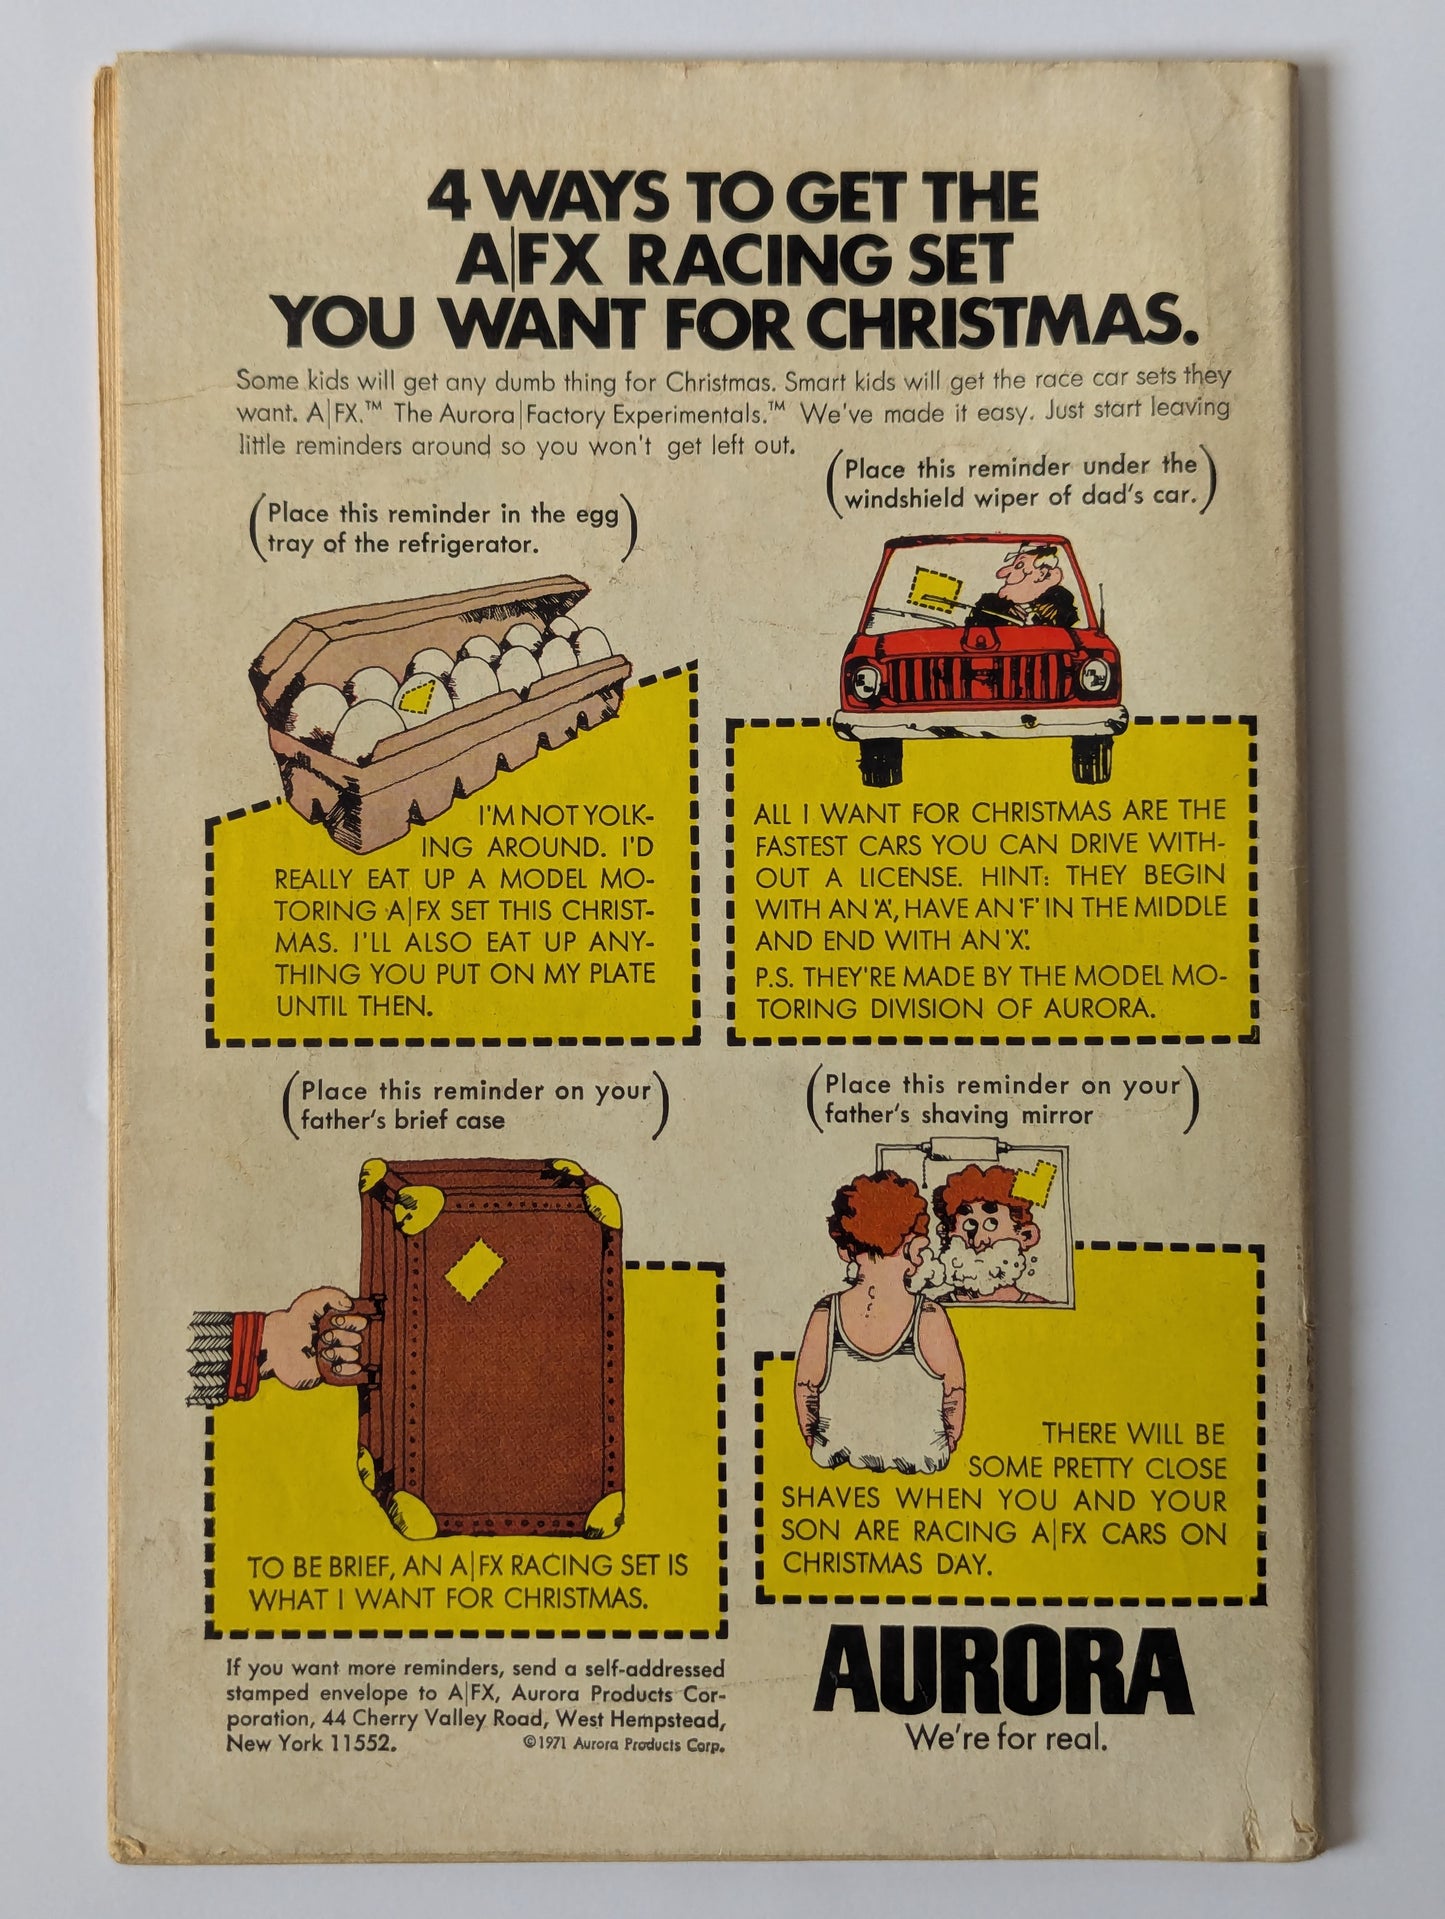 4 WAYS TO GET THE
A|FX RACING SET
YOU WANT FOR CHRISTMAS.
Some kids will get any dumb thing for Christmas. Smart kids will get the race car sets they
want. A|FX.™ The Aurora|Factory Experimentals.™ We've made it easy. Just start leaving
little reminders around so you won't get left out.
(Place this reminder in the egg
tray of the refrigerator.)
I'M NOT YOLK-
ING AROUND. I'D
REALLY EAT UP A MODEL MO-
TORING A|FX SET THIS CHRIST-
MAS. I'LL ALSO EAT UP ANY-
THING YOU PUT ON MY PLATE
UNTIL THEN.
(Place this reminder under the
windshield wiper of dad's car.)
ALL I WANT FOR CHRISTMAS ARE THE
FASTEST CARS YOU CAN DRIVE WITH-
OUT A LICENSE. HINT: THEY BEGIN
WITH AN 'A', HAVE AN 'F' IN THE MIDDLE
AND END WITH AN 'X'.
P.S. THEY'RE MADE BY THE MODEL MO-
TORING DIVISION OF AURORA.
(Place this reminder on your
father's brief case)
TO BE BRIEF, AN A|FX RACING SET IS
WHAT I WANT FOR CHRISTMAS.
(Place this reminder on your
father's shaving mirror)
THERE WILL BE
SOME PRETTY CLOSE
SHAVES WHEN YOU AND YOUR
SON ARE RACING A|FX CARS ON
CHRISTMAS DAY.
If you want more reminders, send a self-addressed
stamped envelope to A|FX, Aurora Products Cor-
poration, 44 Cherry Valley Road, West Hempstead,
New York 11552. ©1971 Aurora Products Corp.
AURORA
We're for real.